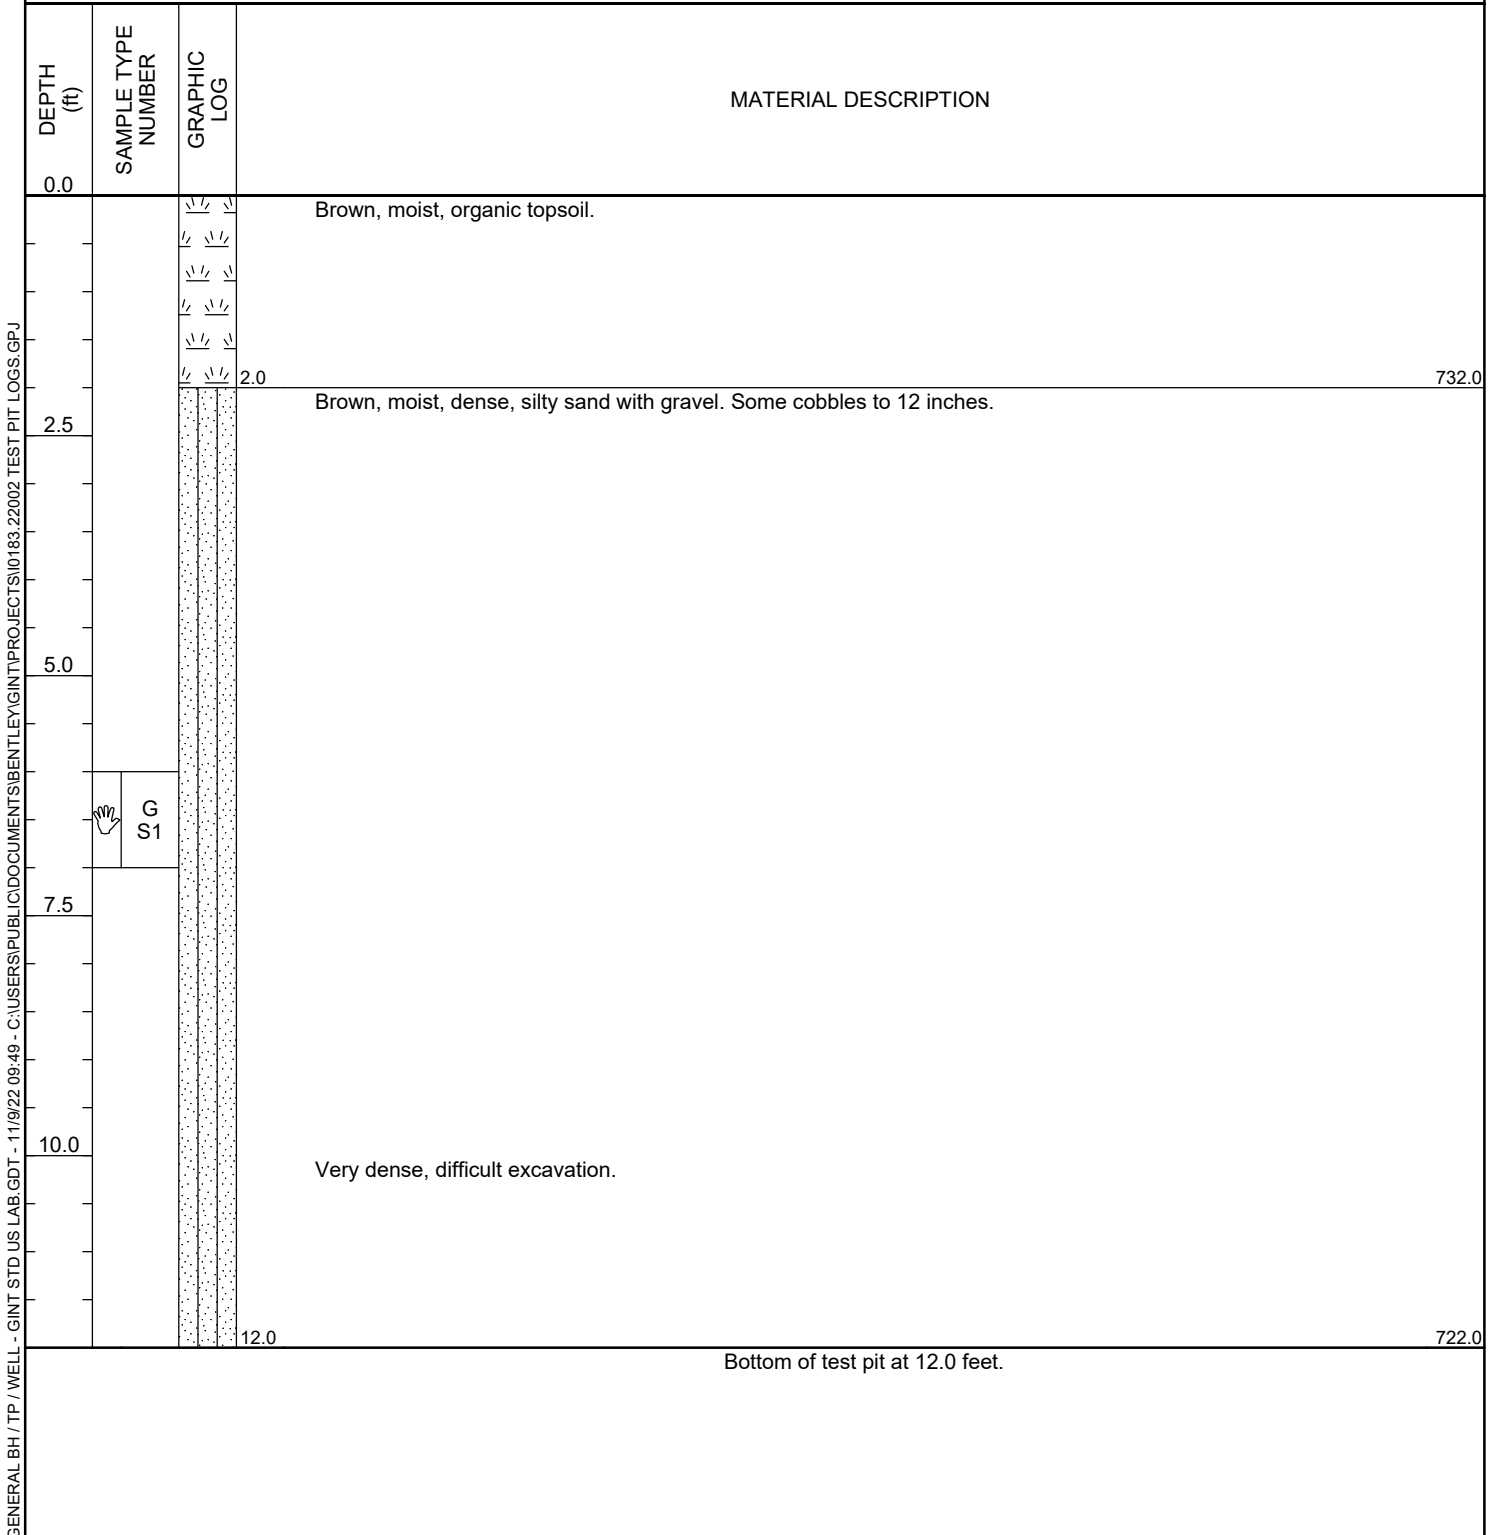 DEPTH
(ft)
SAMPLE TYPE
NUMBER
GRAPHIC
LOG
MATERIAL DESCRIPTION
0.0
Brown, moist, organic topsoil.
2.0 732.0
Brown, moist, dense, silty sand with gravel. Some cobbles to 12 inches.
2.5
5.0
G
S1
7.5
10.0
Very dense, difficult excavation.
12.0 722.0
Bottom of test pit at 12.0 feet.
GENERAL BH / TP / WELL - GINT STD US LAB.GDT - 11/9/22 09:49 - C:\USERS\PUBLIC\DOCUMENTS\BENTLEY\GINT\PROJECTS\I0183.22002 TEST PIT LOGS.GPJ